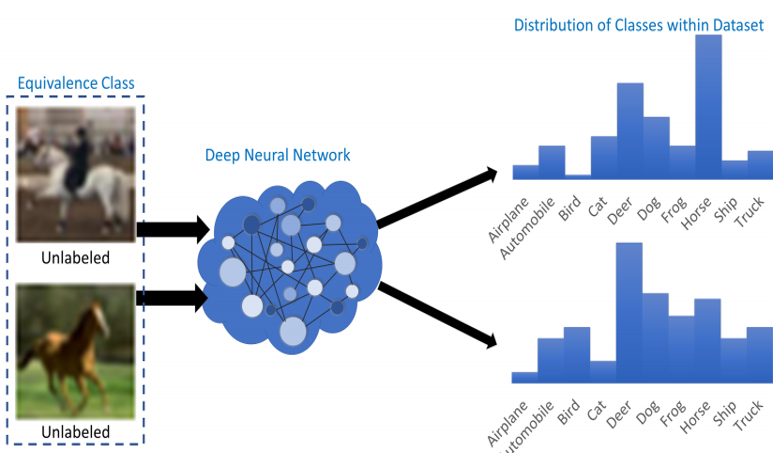 Distribution of Classes within Dataset
Equivalence Class
Deep Neural Network
Unlabeled
Unlabeled
Airplane
Automobile
Bird
Cat
Deer
Dog
Frog
Horse
Ship
Truck
Airplane
utomobile
Bird
Cat
Deer
Dog
Frog
Horse
Ship
Truck